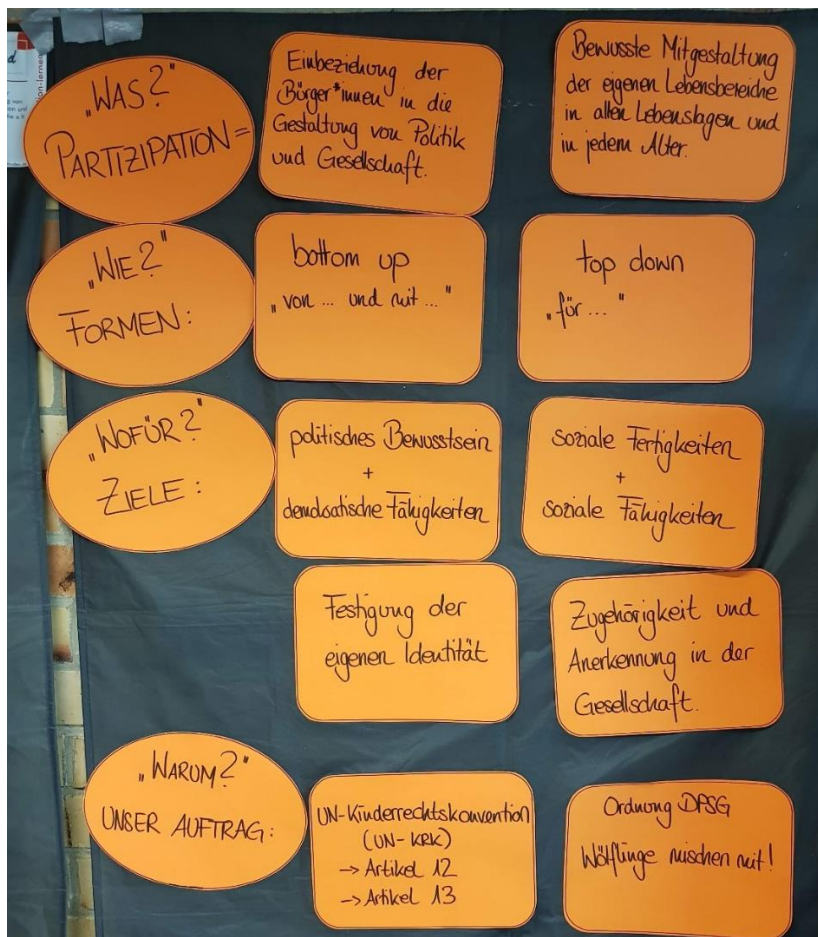 „WAS?"
PARTIZIPATION =
Einbeziehung der
Bürger*innen in die
Gestaltung von Politik
und Gesellschaft.
Bewusste Mitgestaltung
der eigenen Lebensbereiche
in allen Lebenslagen und
in jedem Alter.
„WIE?"
FORMEN:
bottom up
„von ... und mit ..."
top down
„für ..."
„WOFÜR?"
ZIELE:
politisches Bewusstsein
+
demokratische Fähigkeiten
soziale Fertigkeiten
+
soziale Fähigkeiten
Festigung der
eigenen Identität
Zugehörigkeit und
Anerkennung in der
Gesellschaft.
„WARUM?"
UNSER AUFTRAG:
UN-Kinderrechtskonvention
(UN-KRK)
→ Artikel 12
→ Artikel 13
Ordnung DPSG
Wölflinge mischen mit!